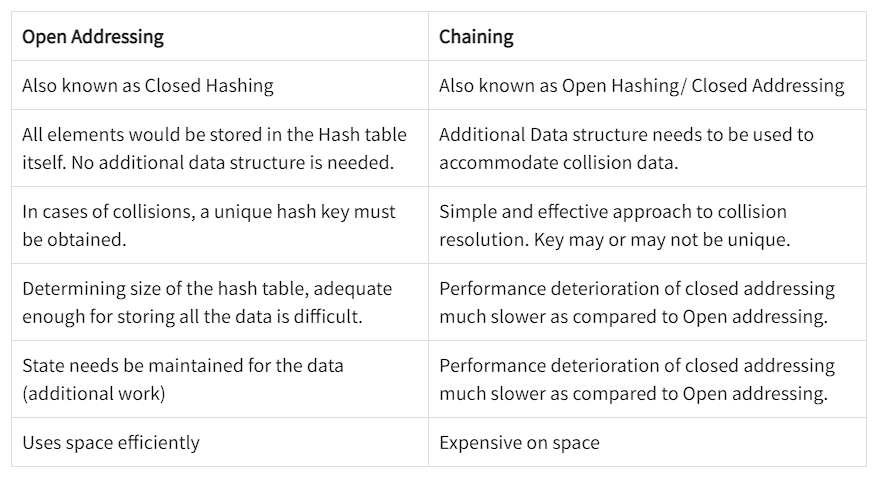 Open Addressing
Chaining
Also known as Closed Hashing
Also known as Open Hashing/ Closed Addressing
All elements would be stored in the Hash table
itself. No additional data structure is needed.
Additional Data structure needs to be used to
accommodate collision data.
In cases of collisions, a unique hash key must
be obtained.
Simple and effective approach to collision
resolution. Key may or may not be unique.
Determining size of the hash table, adequate
enough for storing all the data is difficult.
Performance deterioration of closed addressing
much slower as compared to Open addressing.
State needs be maintained for the data
(additional work)
Performance deterioration of closed addressing
much slower as compared to Open addressing.
Uses space efficiently
Expensive on space